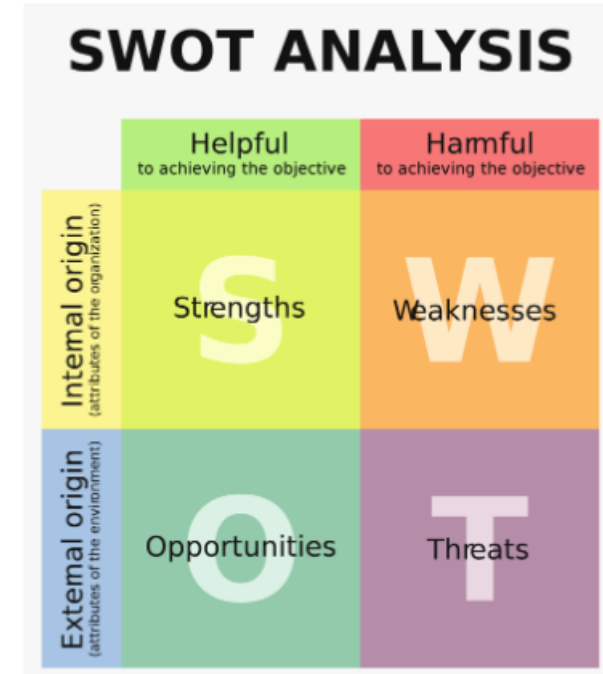 SWOT ANALYSIS
Helpful
to achieving the objective
Harmful
to achieving the objective
Internal origin
(attributes of the organization)
S
Strengths
W
Weaknesses
External origin
(attributes of the environment)
O
Opportunities
T
Threats